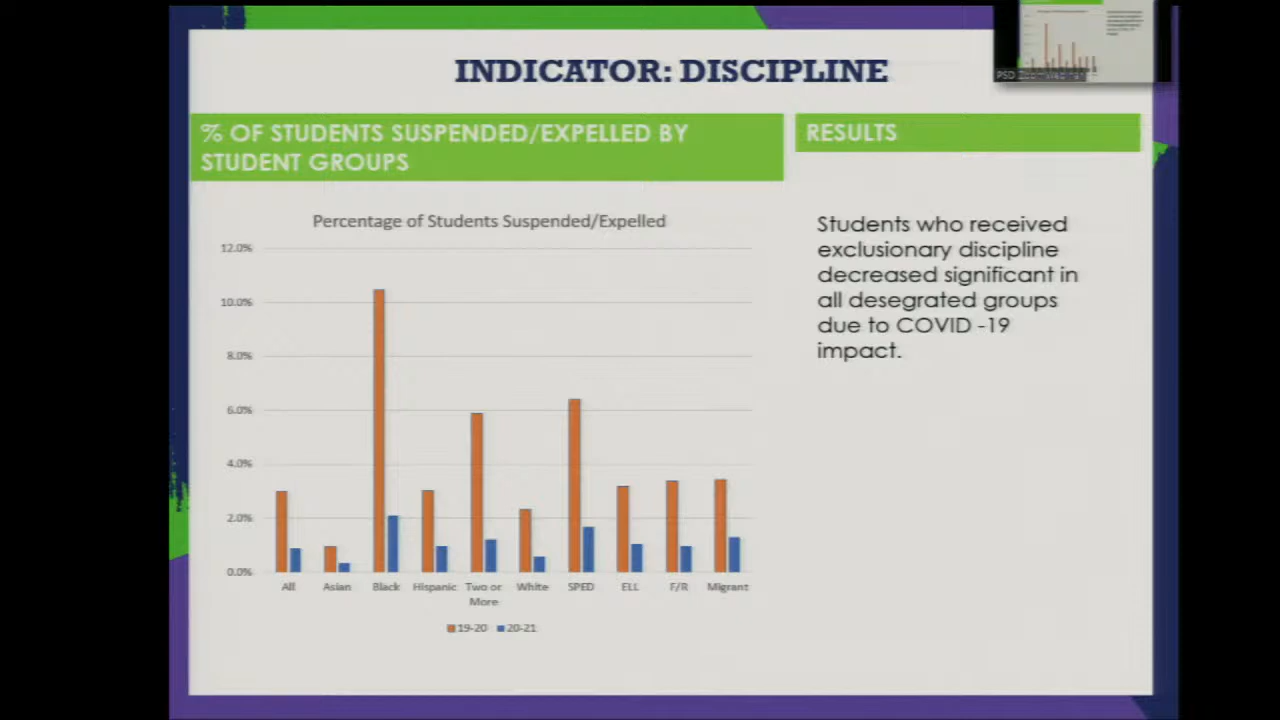 INDICATOR: DISCIPLINE
% OF STUDENTS SUSPENDED/EXPELLED BY
STUDENT GROUPS
Percentage of Students Suspended/Expelled
12.0%
10.0%
8.0%
6.0%
4.0%
2.0%
0.0%
All Asian Black Hispanic Two or White SPED ELL F/R Migrant
More
19-20 20-21
RESULTS
Students who received
exclusionary discipline
decreased significant in
all desegrated groups
due to COVID -19
impact.
PSD